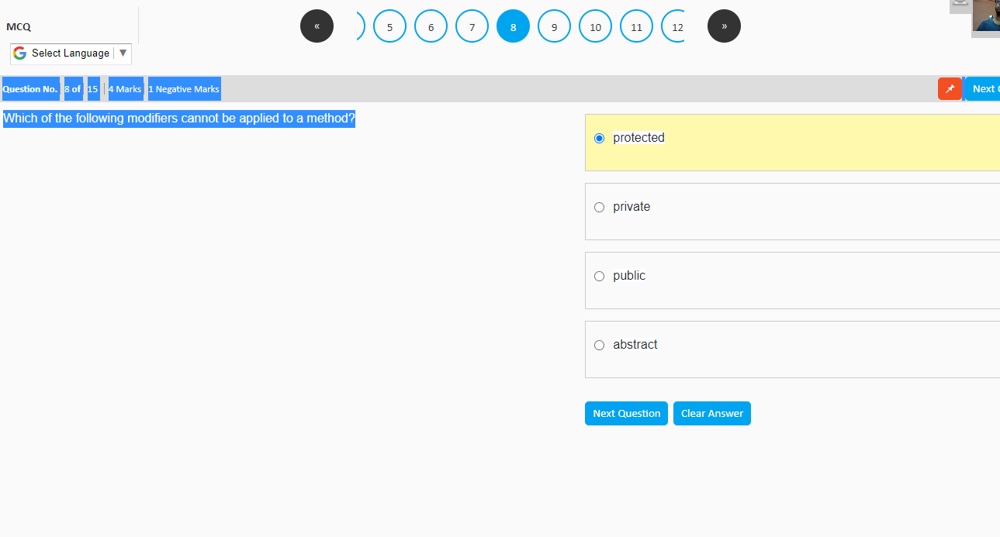 MCQ
Select Language ▼
« 5 6 7 8 9 10 11 12 »
Question No. 8 of 15 4 Marks 1 Negative Marks
Next
Which of the following modifiers cannot be applied to a method?
protected
private
public
abstract
Next Question Clear Answer